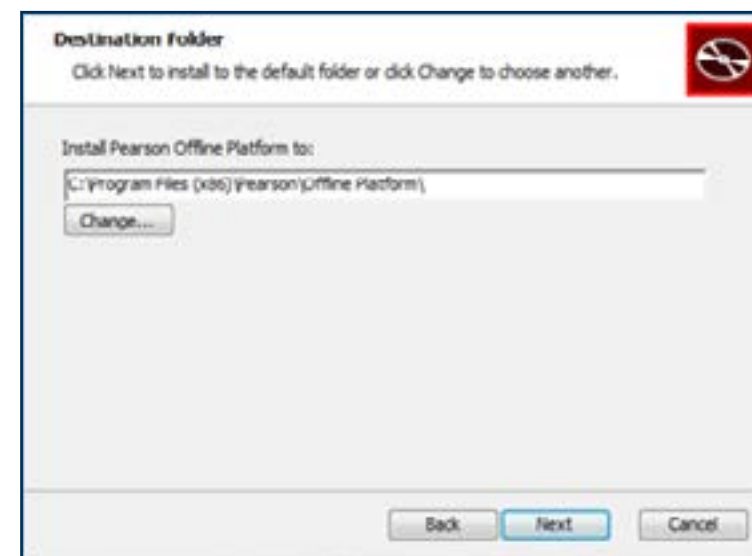 Destination Folder
Click Next to install to the default folder or click Change to choose another.
Install Pearson Offline Platform to:
C:\Program Files (x86)\Pearson\Offline Platform\
Change...
Back Next Cancel